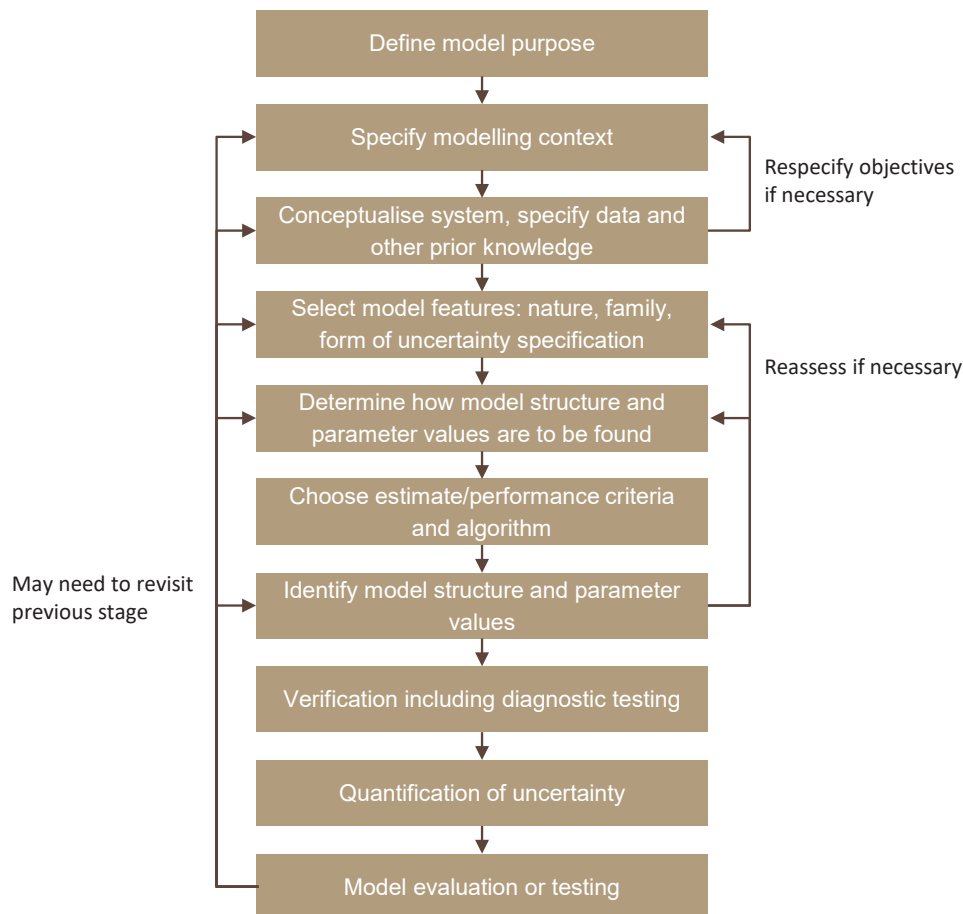 Define model purpose
Specify modelling context
Respecify objectives
if necessary
Conceptualise system, specify data and
other prior knowledge
Select model features: nature, family,
form of uncertainty specification
Reassess if necessary
Determine how model structure and
parameter values are to be found
Choose estimate/performance criteria
and algorithm
May need to revisit
previous stage
Identify model structure and parameter
values
Verification including diagnostic testing
Quantification of uncertainty
Model evaluation or testing